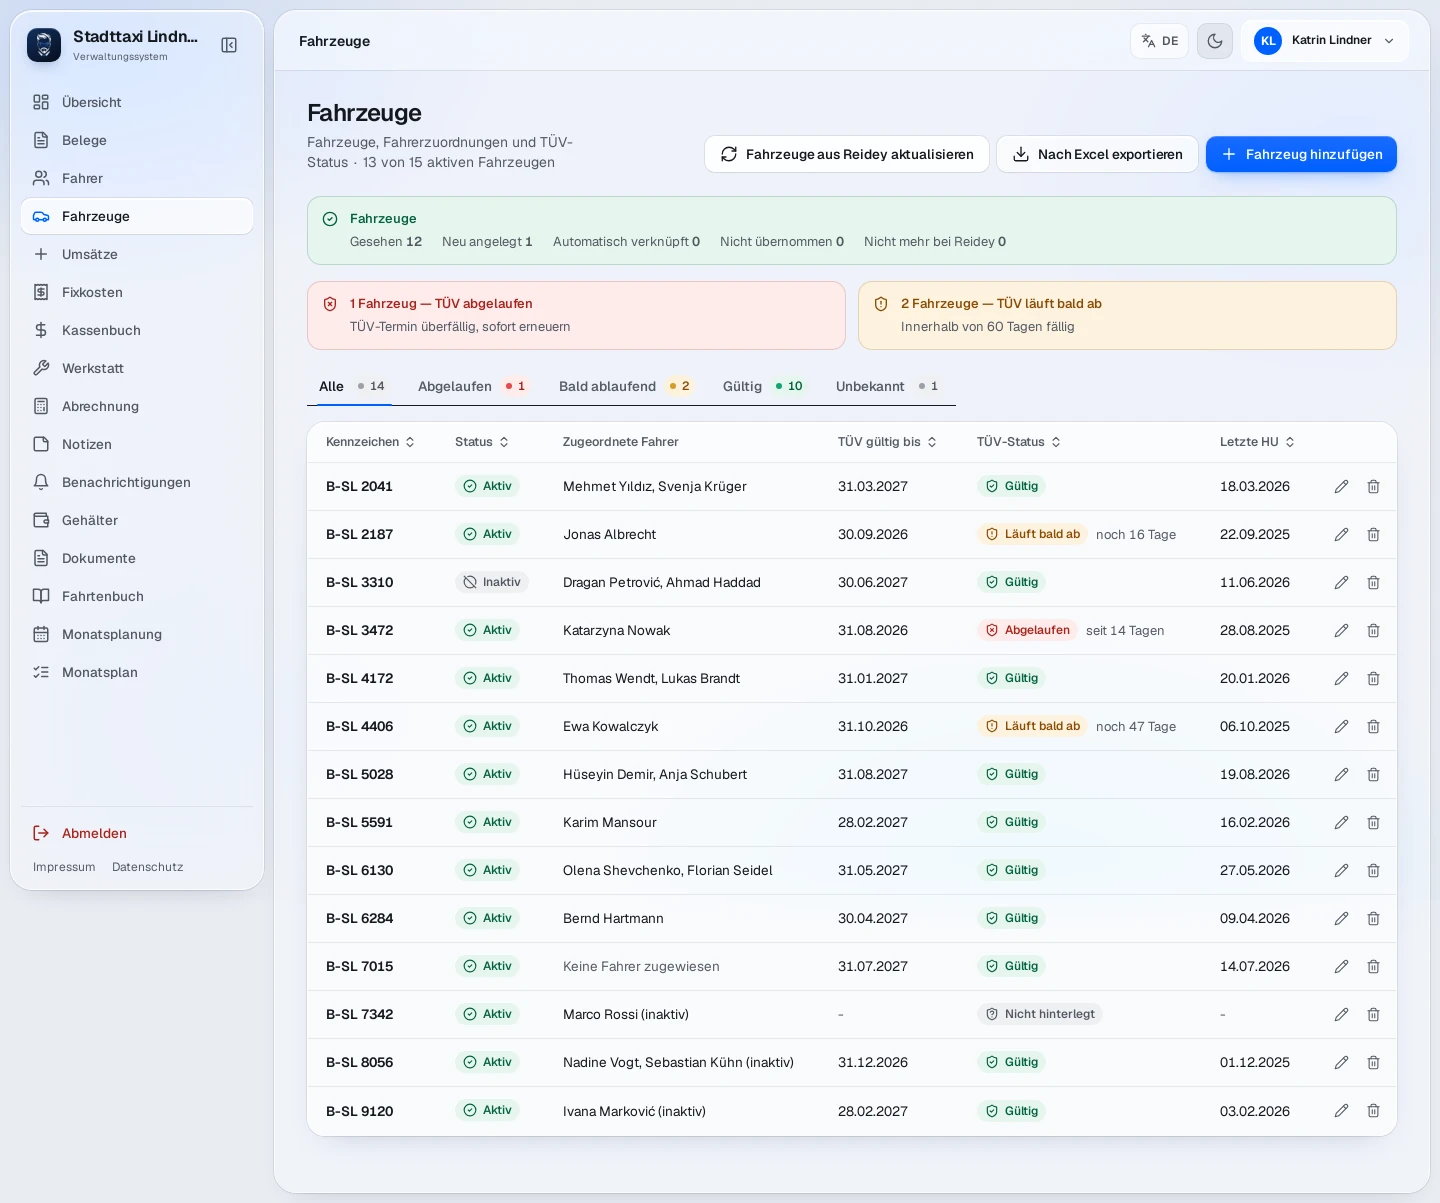 Stadttaxi Lindn...
Verwaltungssystem
Übersicht
Belege
Fahrer
Fahrzeuge
Umsätze
Fixkosten
Kassenbuch
Werkstatt
Abrechnung
Notizen
Benachrichtigungen
Gehälter
Dokumente
Fahrtenbuch
Monatsplanung
Monatsplan
Abmelden
Impressum Datenschutz
Fahrzeuge
DE
KL Katrin Lindner
Fahrzeuge
Fahrzeuge, Fahrerzuordnungen und TÜV-
Status · 13 von 15 aktiven Fahrzeugen
Fahrzeuge aus Reidey aktualisieren
Nach Excel exportieren
Fahrzeug hinzufügen
Fahrzeuge
Gesehen 12 Neu angelegt 1 Automatisch verknüpft 0 Nicht übernommen 0 Nicht mehr bei Reidey 0
1 Fahrzeug — TÜV abgelaufen
TÜV-Termin überfällig, sofort erneuern
2 Fahrzeuge — TÜV läuft bald ab
Innerhalb von 60 Tagen fällig
Alle 14 Abgelaufen 1 Bald ablaufend 2 Gültig 10 Unbekannt 1
Kennzeichen Status Zugeordnete Fahrer TÜV gültig bis TÜV-Status Letzte HU
B-SL 2041 Aktiv Mehmet Yıldız, Svenja Krüger 31.03.2027 Gültig 18.03.2026
B-SL 2187 Aktiv Jonas Albrecht 30.09.2026 Läuft bald ab noch 16 Tage 22.09.2025
B-SL 3310 Inaktiv Dragan Petrović, Ahmad Haddad 30.06.2027 Gültig 11.06.2026
B-SL 3472 Aktiv Katarzyna Nowak 31.08.2026 Abgelaufen seit 14 Tagen 28.08.2025
B-SL 4172 Aktiv Thomas Wendt, Lukas Brandt 31.01.2027 Gültig 20.01.2026
B-SL 4406 Aktiv Ewa Kowalczyk 31.10.2026 Läuft bald ab noch 47 Tage 06.10.2025
B-SL 5028 Aktiv Hüseyin Demir, Anja Schubert 31.08.2027 Gültig 19.08.2026
B-SL 5591 Aktiv Karim Mansour 28.02.2027 Gültig 16.02.2026
B-SL 6130 Aktiv Olena Shevchenko, Florian Seidel 31.05.2027 Gültig 27.05.2026
B-SL 6284 Aktiv Bernd Hartmann 30.04.2027 Gültig 09.04.2026
B-SL 7015 Aktiv Keine Fahrer zugewiesen 31.07.2027 Gültig 14.07.2026
B-SL 7342 Aktiv Marco Rossi (inaktiv) - Nicht hinterlegt -
B-SL 8056 Aktiv Nadine Vogt, Sebastian Kühn (inaktiv) 31.12.2026 Gültig 01.12.2025
B-SL 9120 Aktiv Ivana Marković (inaktiv) 28.02.2027 Gültig 03.02.2026